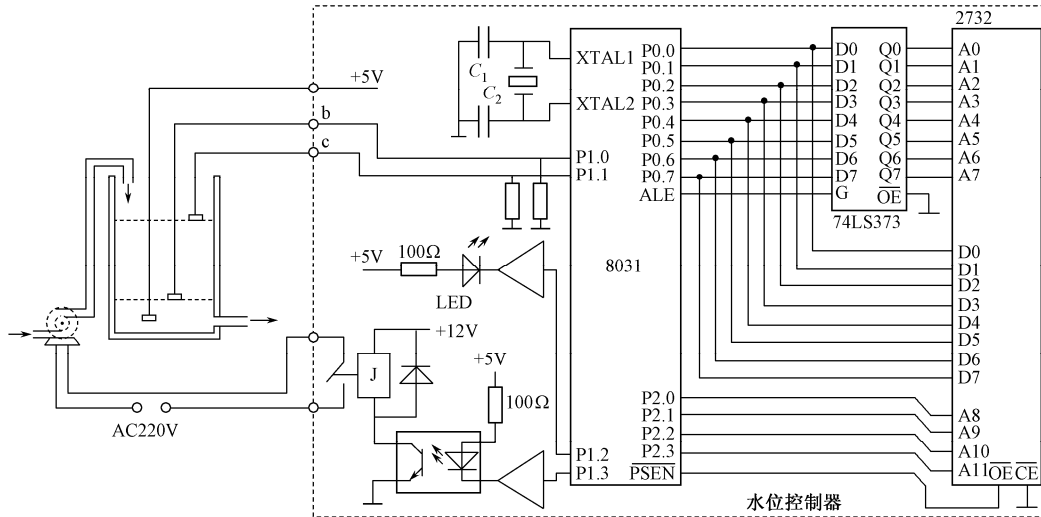 2732
XTAL1
P0.0
D0
Q0
A0
C1
P0.1
D1
Q1
A1
+5V
P0.2
D2
Q2
A2
C2
XTAL2
P0.3
D3
Q3
A3
b
P0.4
D4
Q4
A4
P0.5
D5
Q5
A5
c
P1.0
P0.6
D6
Q6
A6
P1.1
P0.7
D7
Q7
A7
ALE
G
OE
74LS373
+5V
100Ω
8031
LED
D0
D1
D2
D3
D4
D5
D6
D7
+12V
J
+5V
100Ω
AC220V
P2.0
A8
P2.1
A9
P1.2
P2.2
A10
P1.3
P2.3
A11
PSEN
OE
CE
水位控制器